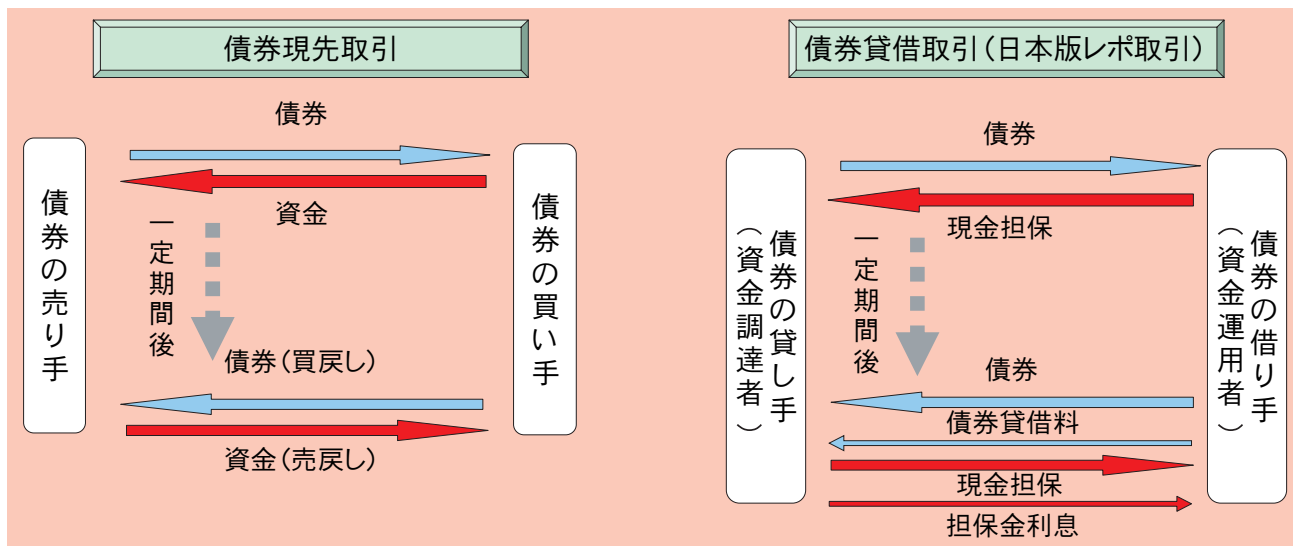 債券現先取引
債券
債券の売り手
資金
一定期間後
債券の買い手
債券（買戻し）
資金（売戻し）
債券貸借取引（日本版レポ取引）
債券
債券の貸し手
（資金調達者）
現金担保
一定期間後
債券の借り手
（資金運用者）
債券
債券貸借料
現金担保
担保金利息